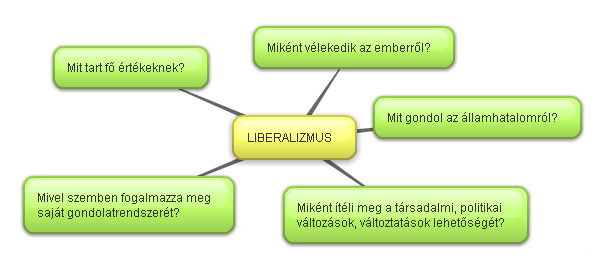 Miként vélekedik az emberről?
Mit tart fő értékeknek?
Mit gondol az államhatalomról?
LIBERALIZMUS
Mivel szemben fogalmazza meg
saját gondolatrendszerét?
Miként ítéli meg a társadalmi, politikai
változások, változtatások lehetőségét?